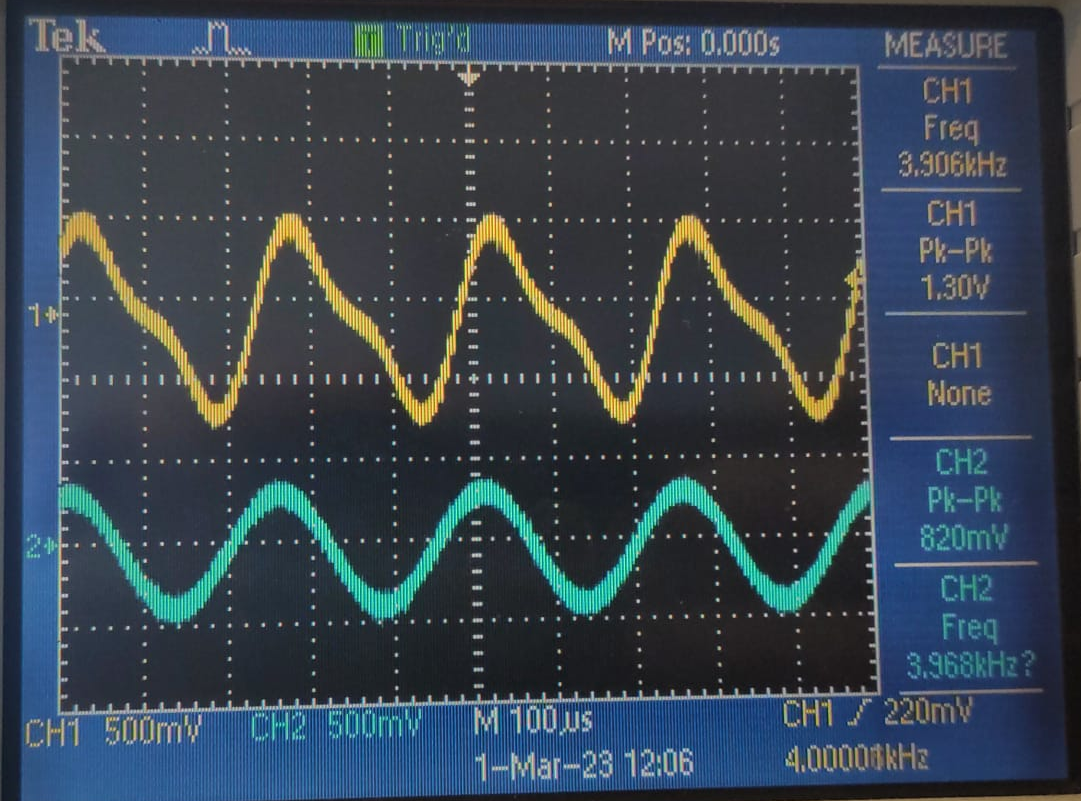 Tek T Trig'd M Pos: 0.000s MEASURE
CH1
Freq
3.906kHz
CH1
Pk-Pk
1.30V
CH1
None
CH2
Pk-Pk
820mV
CH2
Freq
3.968kHz?
1
2
CH1 500mV CH2 500mV M 100µs CH1 220mV
1-Mar-23 12:06